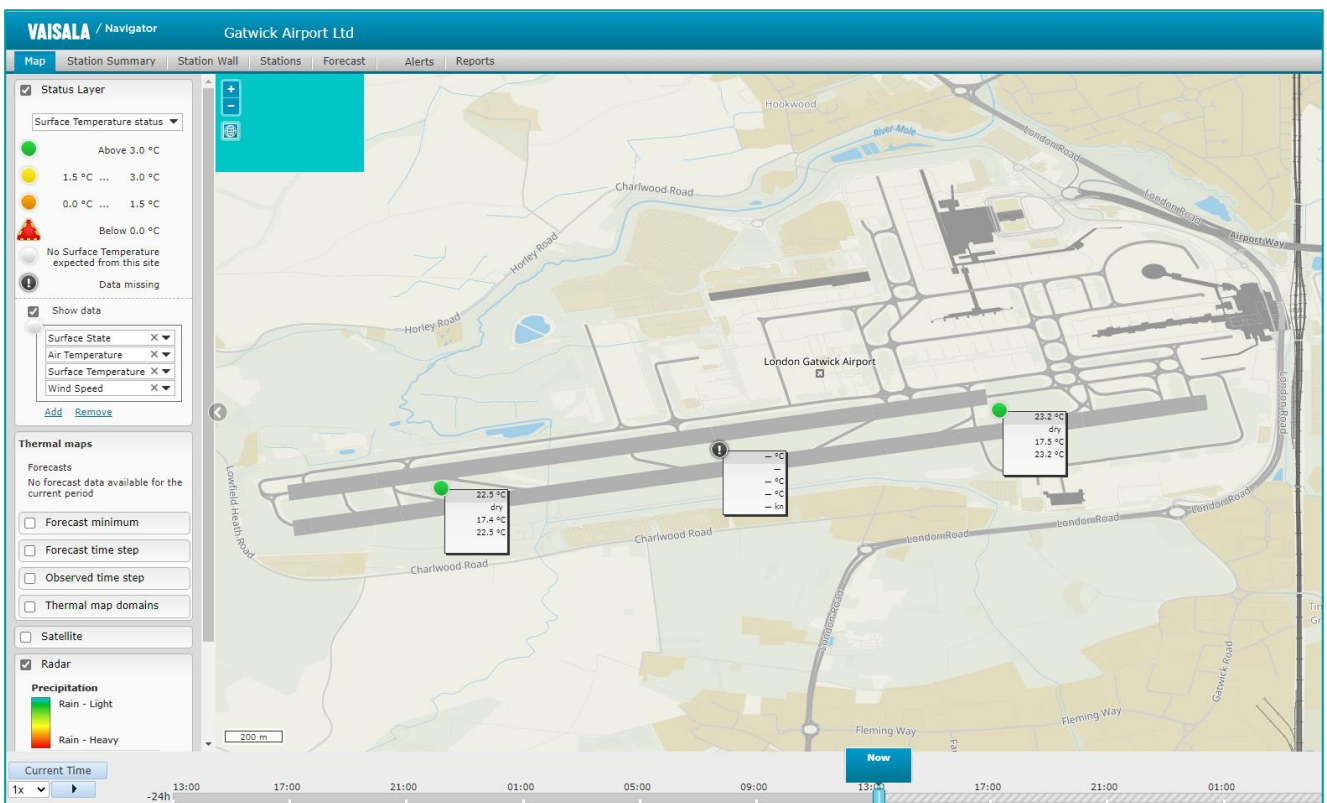 VAISALA / Navigator
Gatwick Airport Ltd
Map Station Summary Station Wall Stations Forecast Alerts Reports
Status Layer
Surface Temperature status
Above 3.0 °C
1.5 °C ... 3.0 °C
0.0 °C ... 1.5 °C
Below 0.0 °C
No Surface Temperature
expected from this site
Data missing
Show data
Surface State
Air Temperature
Surface Temperature
Wind Speed
Add Remove
Thermal maps
Forecasts
No forecast data available for the
current period
Forecast minimum
Forecast time step
Observed time step
Thermal map domains
Satellite
Radar
Precipitation
Rain - Light
Rain - Heavy
+
−
Hookwood
River Mole
London Road
Charlwood Road
London Road
London Road
Airport Way
Horley Road
Horley Road
London Gatwick Airport
London Road
23.2 °C
dry
17.5 °C
23.2 °C
! – °C
–
– °C
– °C
– kn
22.5 °C
dry
17.4 °C
22.5 °C
Lowfield Heath Road
Charlwood Road
Charlwood Road
London Road
London Road
London Road
London Road
Gatwick Road
Fleming Way
Fleming Way
200 m
Now
Current Time
1x
-24h 13:00 17:00 21:00 01:00 05:00 09:00 13:00 17:00 21:00 01:00